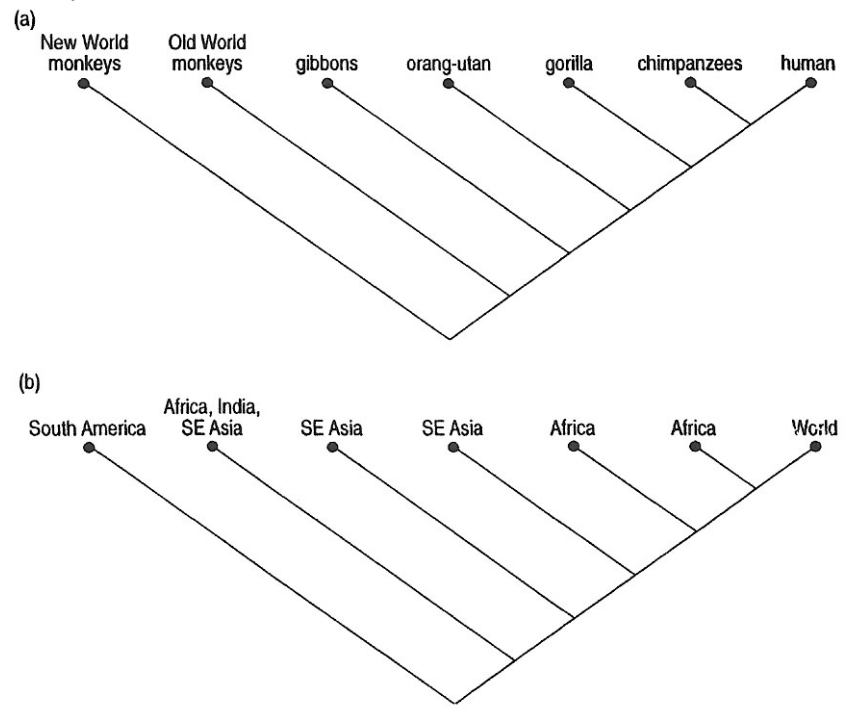 (a)
New World
monkeys
Old World
monkeys
gibbons
orang-utan
gorilla
chimpanzees
human
(b)
South America
Africa, India,
SE Asia
SE Asia
SE Asia
Africa
Africa
World